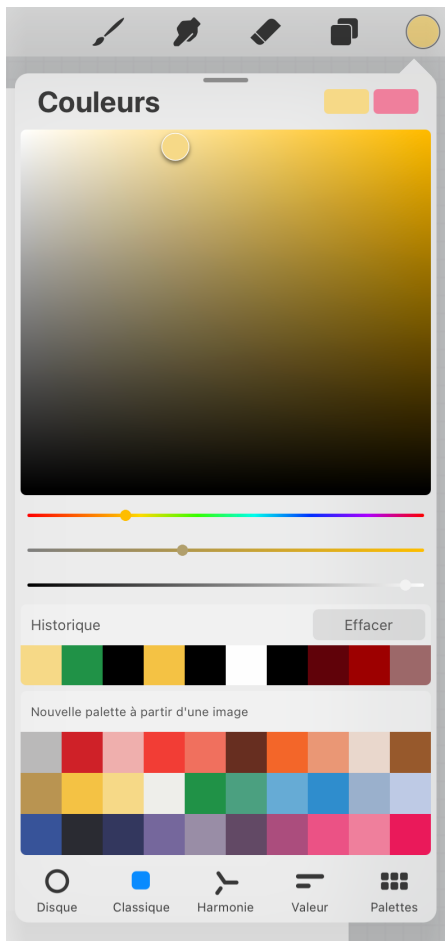 Couleurs
Historique
Effacer
Nouvelle palette à partir d'une image
Disque
Classique
Harmonie
Valeur
Palettes